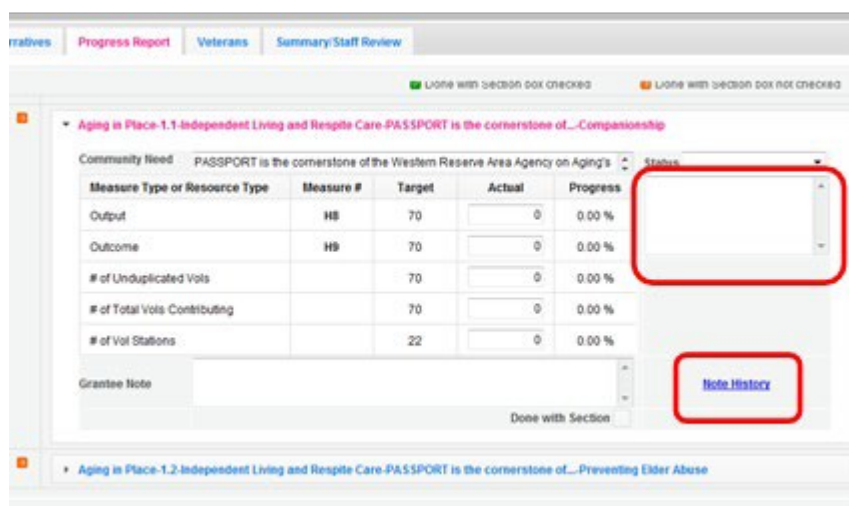 rratives Progress Report Veterans Summary/Staff Review
Done with Section box checked Done with Section box not checked
Aging in Place-1.1-Independent Living and Respite Care-PASSPORT is the cornerstone of...-Companionship
Community Need PASSPORT is the cornerstone of the Western Reserve Area Agency on Aging's Status
Measure Type or Resource Type Measure # Target Actual Progress
Output H8 70 0 0.00 %
Outcome H9 70 0 0.00 %
# of Unduplicated Vols 70 0 0.00 %
# of Total Vols Contributing 70 0 0.00 %
# of Vol Stations 22 0 0.00 %
Grantee Note Note History
Done with Section
Aging in Place-1.2-Independent Living and Respite Care-PASSPORT is the cornerstone of...-Preventing Elder Abuse